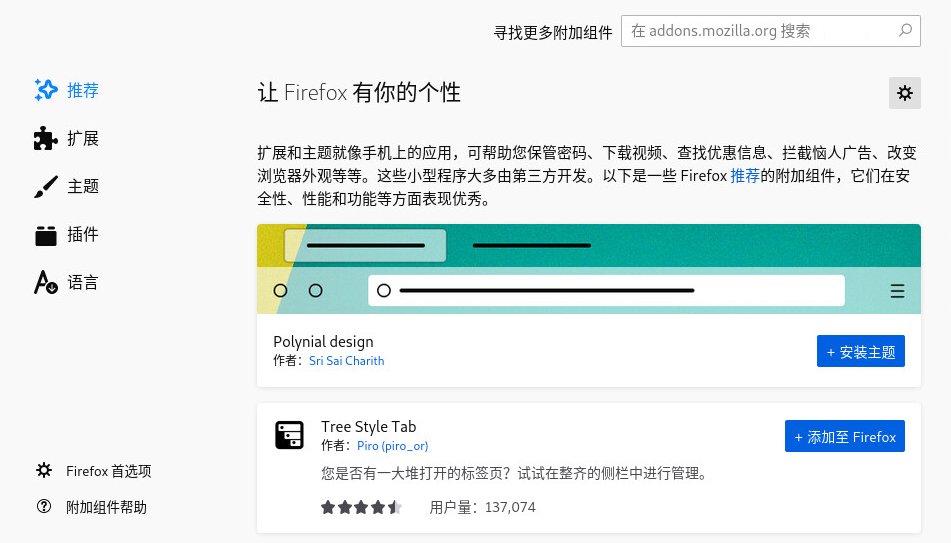 寻找更多附加组件
在 addons.mozilla.org 搜索
推荐
扩展
主题
插件
语言
Firefox 首选项
附加组件帮助
让 Firefox 有你的个性
扩展和主题就像手机上的应用，可帮助您保管密码、下载视频、查找优惠信息、拦截恼人广告、改变
浏览器外观等等。这些小型程序大多由第三方开发。以下是一些 Firefox 推荐的附加组件，它们在安
全性、性能和功能等方面表现优秀。
Polynial design
作者：Sri Sai Charith
+ 安装主题
Tree Style Tab
作者：Piro (piro_or)
+ 添加至 Firefox
您是否有一大堆打开的标签页？试试在整齐的侧栏中进行管理。
用户量：137,074